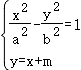 x²/a² − y²/b² = 1
y=x+m